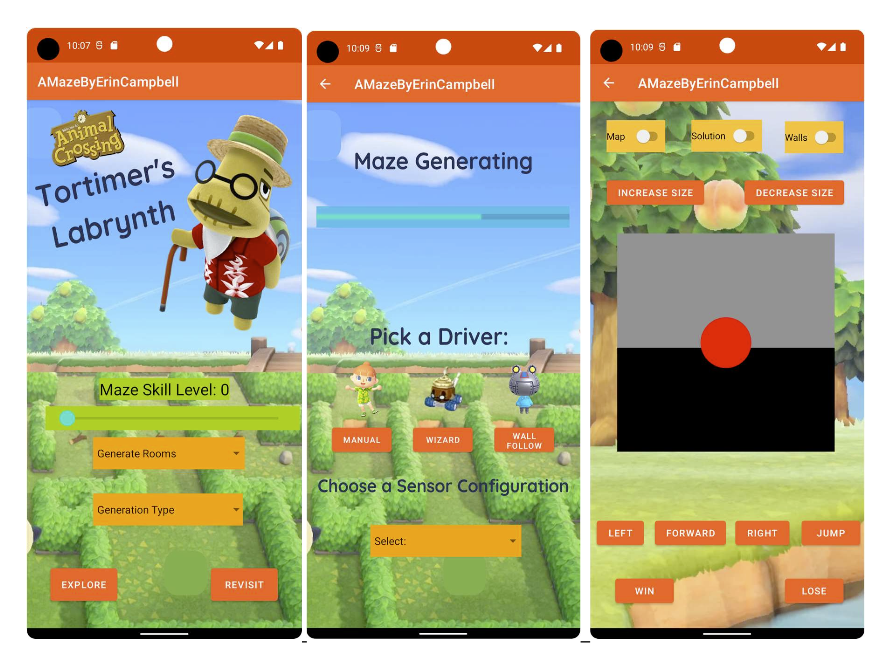 10:07
AMazeByErinCampbell
Animal
Crossing
Tortimer's
Labrynth
Maze Skill Level: 0
Generate Rooms
Generation Type
EXPLORE
REVISIT
10:09
AMazeByErinCampbell
Maze Generating
Pick a Driver:
MANUAL
WIZARD
WALL
FOLLOW
Choose a Sensor Configuration
Select:
10:09
AMazeByErinCampbell
Map
Solution
Walls
INCREASE SIZE
DECREASE SIZE
LEFT
FORWARD
RIGHT
JUMP
WIN
LOSE